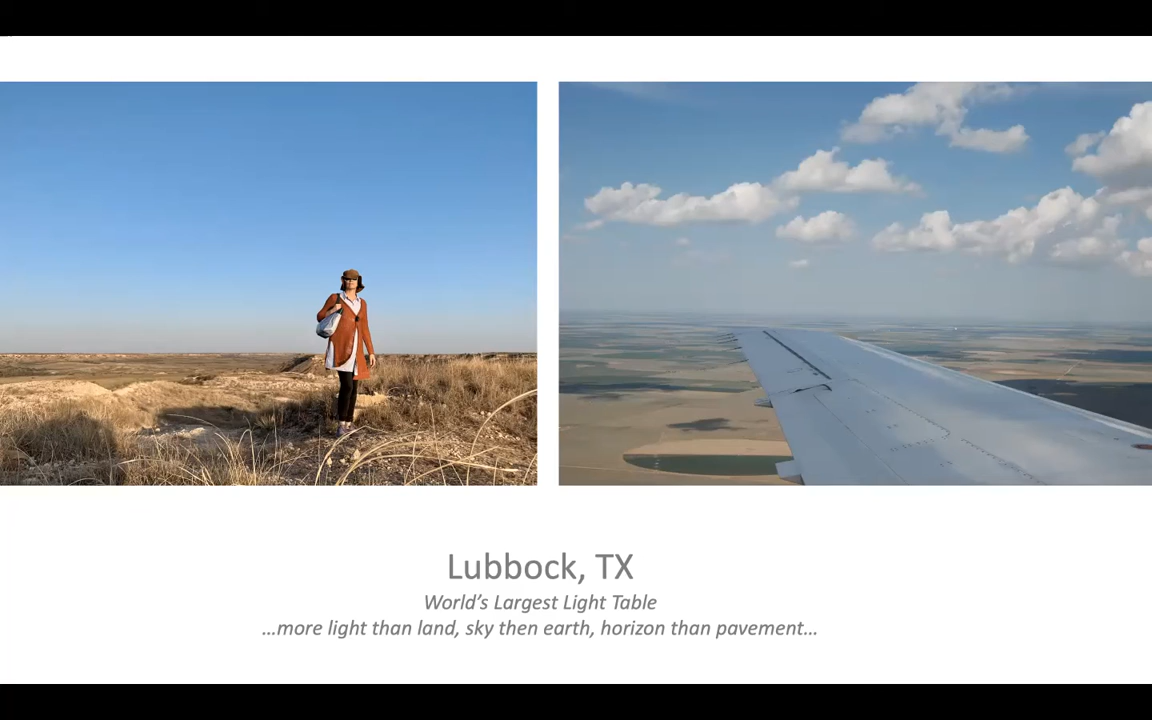 Lubbock, TX
World's Largest Light Table
...more light than land, sky then earth, horizon than pavement...